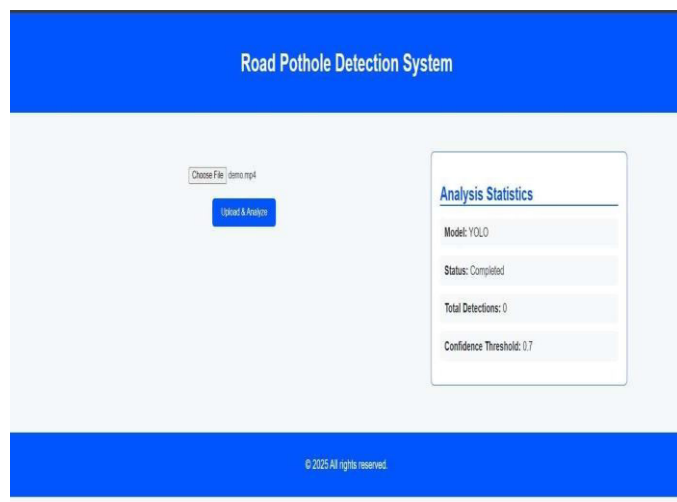 Road Pothole Detection System
Choose File demo.mp4
Upload & Analyze
Analysis Statistics
Model: YOLO
Status: Completed
Total Detections: 0
Confidence Threshold: 0.7
© 2025 All rights reserved.